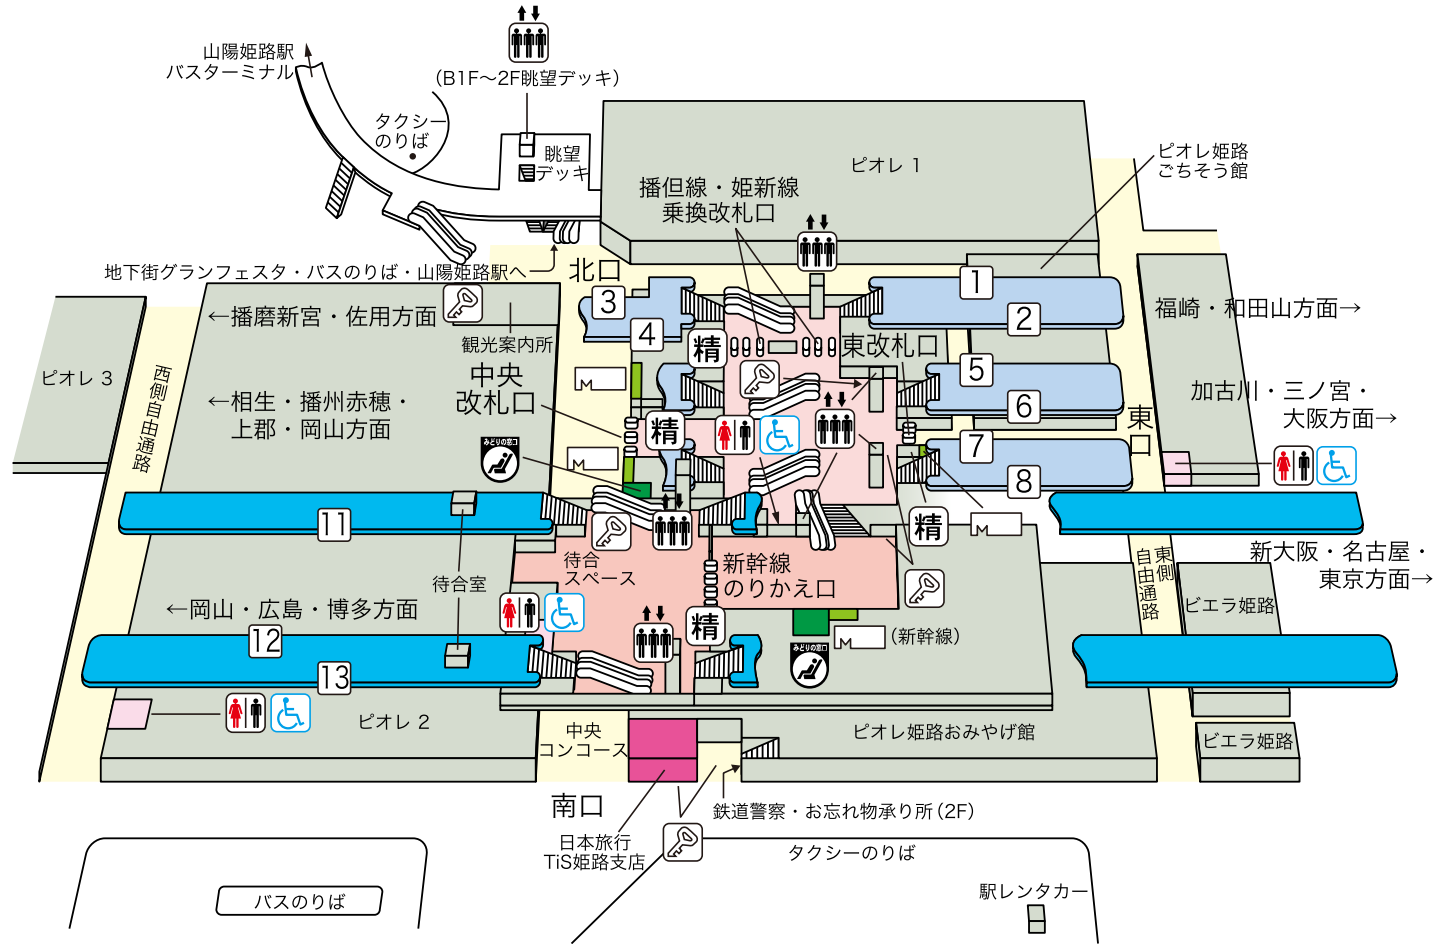 山陽姫路駅
バスターミナル
(B1F〜2F眺望デッキ)
タクシー
のりば
眺望
デッキ
ピオレ 1
ピオレ姫路
ごちそう館
播但線・姫新線
乗換改札口
地下街グランフェスタ・バスのりば・山陽姫路駅へ
北口
1
2
3
4
福崎・和田山方面→
←播磨新宮・佐用方面
観光案内所
精
東改札口
ピオレ 3
西側自由通路
中央
改札口
M
5
6
加古川・三ノ宮・
大阪方面→
←相生・播州赤穂・
上郡・岡山方面
東口
精
みどりの窓口
M
7
8
11
精
M
待合
スペース
新幹線
のりかえ口
新大阪・名古屋・
東京方面→
東側
自由通路
待合室
ビエラ姫路
←岡山・広島・博多方面
精
M
(新幹線)
みどりの窓口
12
13
ピオレ 2
中央
コンコース
ピオレ姫路おみやげ館
ビエラ姫路
南口
鉄道警察・お忘れ物承り所(2F)
日本旅行
TiS姫路支店
タクシーのりば
バスのりば
駅レンタカー